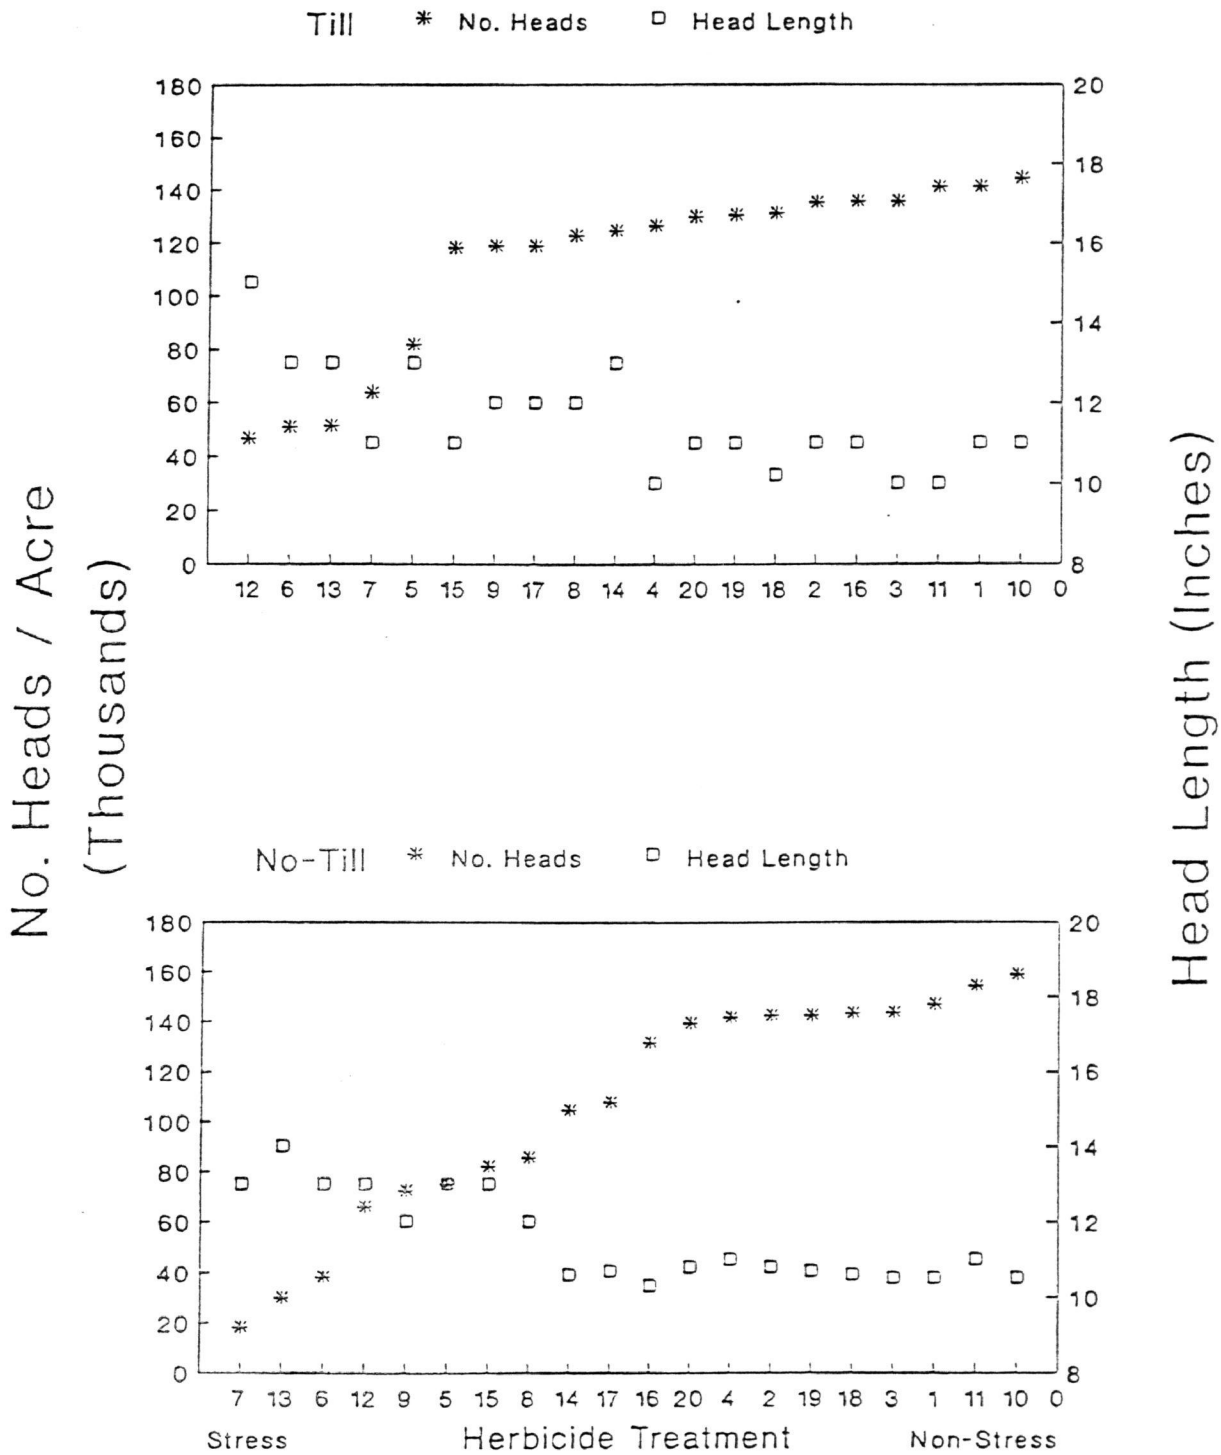 Till * No. Heads □ Head Length
180 20
160 18
140
120 16
100 14
80
60 12
40 10
20
0 8
12 6 13 7 5 15 9 17 8 14 4 20 19 18 2 16 3 11 1 10 0
No. Heads / Acre
(Thousands)
Head Length (Inches)
No-Till * No. Heads □ Head Length
180 20
160 18
140
120 16
100 14
80
60 12
40 10
20
0 8
7 13 6 12 9 5 15 8 14 17 16 20 4 2 19 18 3 1 11 10 0
Stress Herbicide Treatment Non-Stress